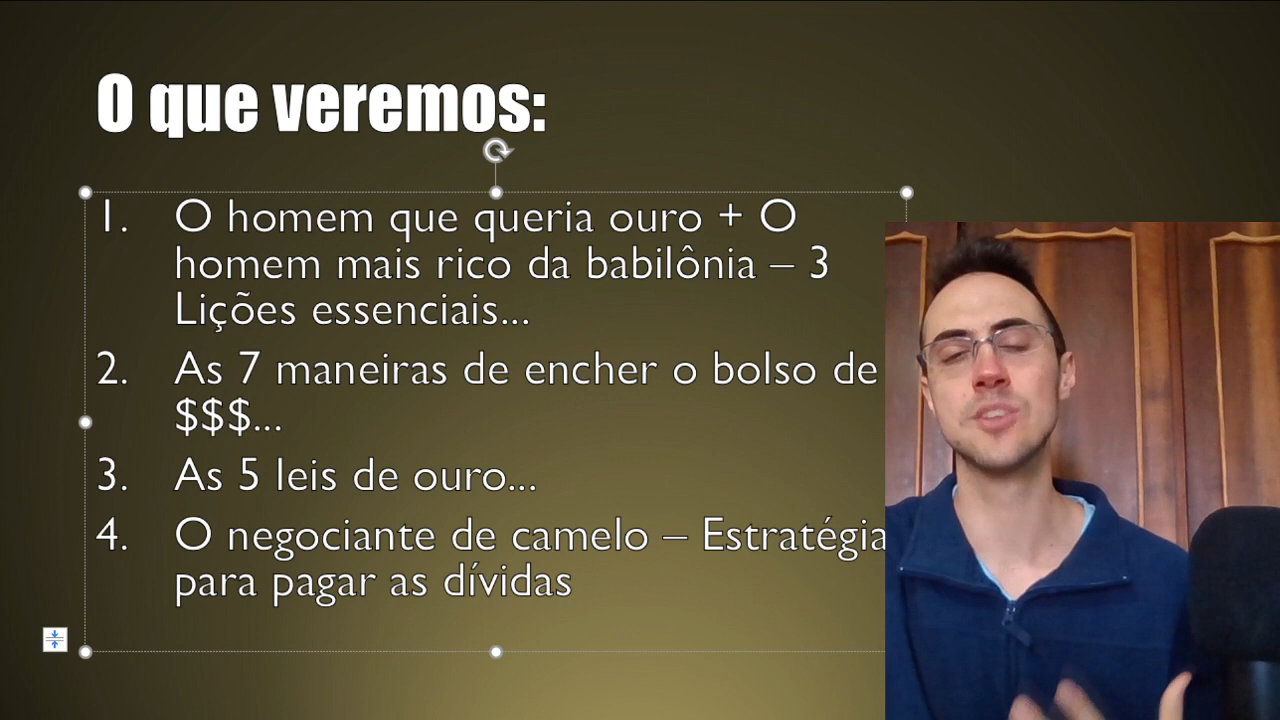 O que veremos:
1. O homem que queria ouro + O
homem mais rico da babilônia – 3
Lições essenciais...
2. As 7 maneiras de encher o bolso de
$$$...
3. As 5 leis de ouro...
4. O negociante de camelo – Estratégia
para pagar as dívidas